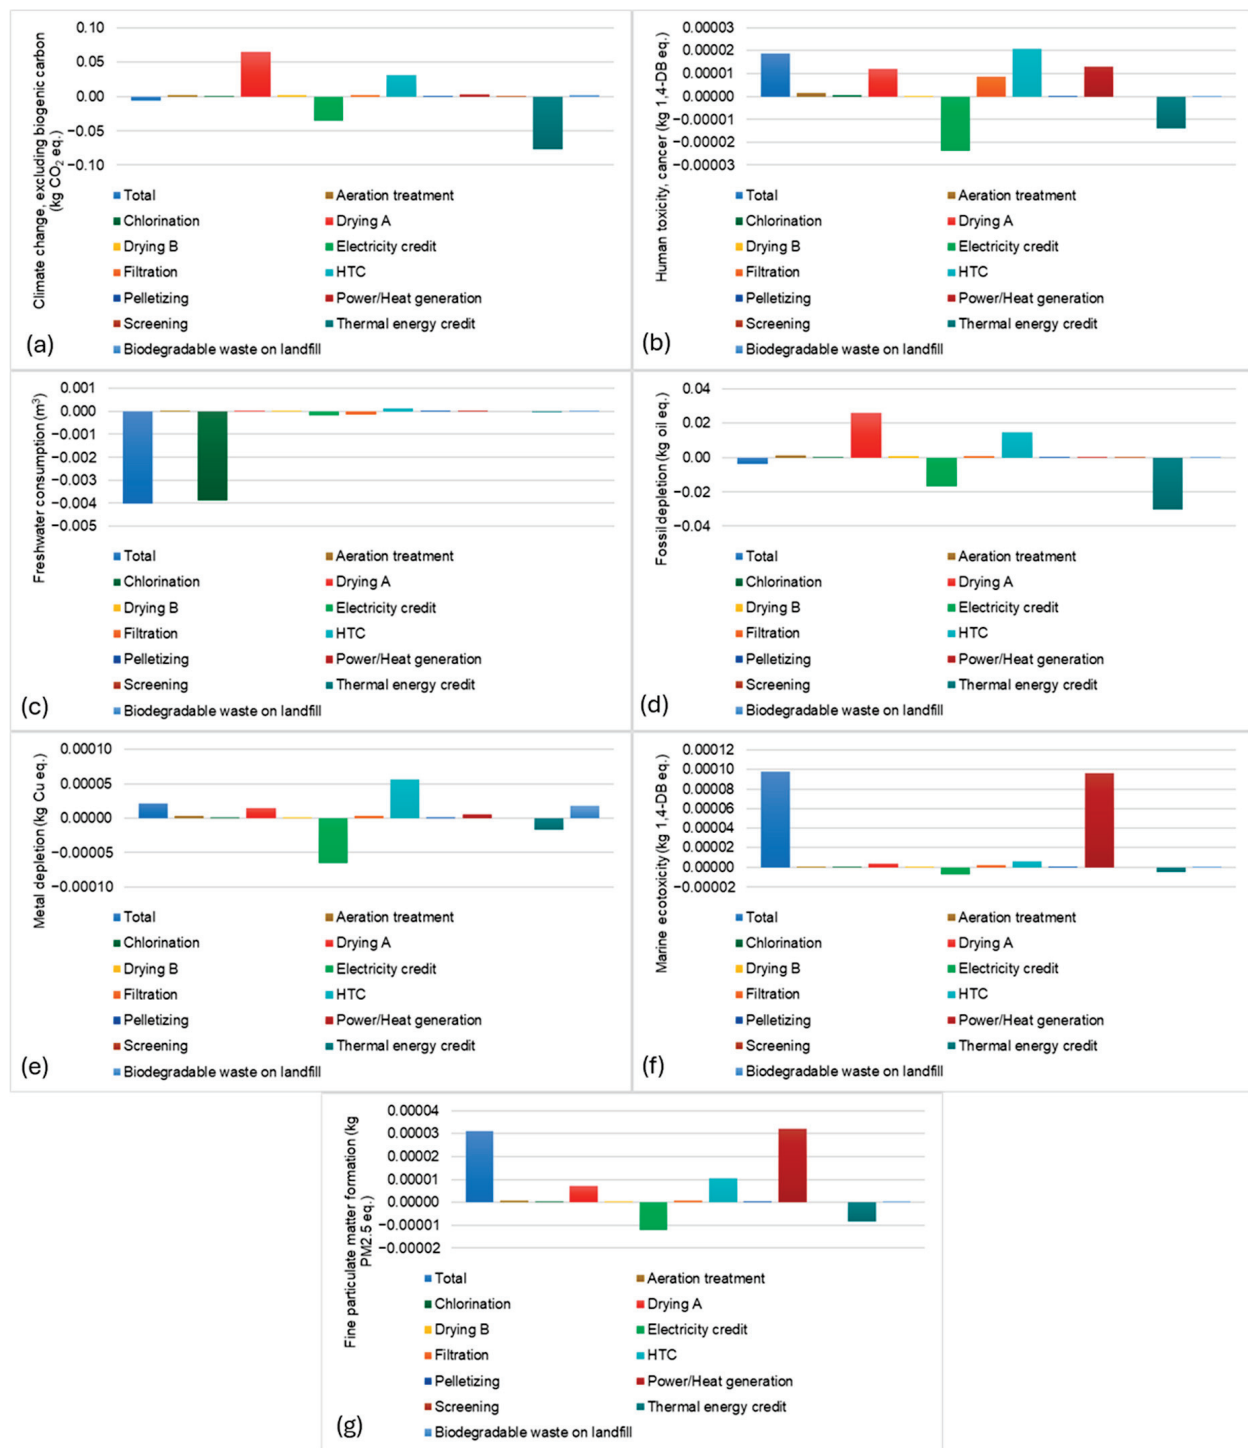 Climate change, excluding biogenic carbon
(kg CO₂ eq.)
0.10
0.05
0.00
−0.05
−0.10
Total
Aeration treatment
Chlorination
Drying A
Drying B
Electricity credit
Filtration
HTC
Pelletizing
Power/Heat generation
Screening
Thermal energy credit
Biodegradable waste on landfill
(a)
Human toxicity, cancer (kg 1,4-DB eq.)
0.00003
0.00002
0.00001
0.00000
−0.00001
−0.00002
−0.00003
Total
Aeration treatment
Chlorination
Drying A
Drying B
Electricity credit
Filtration
HTC
Pelletizing
Power/Heat generation
Screening
Thermal energy credit
Biodegradable waste on landfill
(b)
Freshwater consumption (m³)
0.001
0.000
−0.001
−0.002
−0.003
−0.004
−0.005
Total
Aeration treatment
Chlorination
Drying A
Drying B
Electricity credit
Filtration
HTC
Pelletizing
Power/Heat generation
Screening
Thermal energy credit
Biodegradable waste on landfill
(c)
Fossil depletion (kg oil eq.)
0.04
0.02
0.00
−0.02
−0.04
Total
Aeration treatment
Chlorination
Drying A
Drying B
Electricity credit
Filtration
HTC
Pelletizing
Power/Heat generation
Screening
Thermal energy credit
Biodegradable waste on landfill
(d)
Metal depletion (kg Cu eq.)
0.00010
0.00005
0.00000
−0.00005
−0.00010
Total
Aeration treatment
Chlorination
Drying A
Drying B
Electricity credit
Filtration
HTC
Pelletizing
Power/Heat generation
Screening
Thermal energy credit
Biodegradable waste on landfill
(e)
Marine ecotoxicity (kg 1,4-DB eq.)
0.00012
0.00010
0.00008
0.00006
0.00004
0.00002
0.00000
−0.00002
Total
Aeration treatment
Chlorination
Drying A
Drying B
Electricity credit
Filtration
HTC
Pelletizing
Power/Heat generation
Screening
Thermal energy credit
Biodegradable waste on landfill
(f)
Fine particulate matter formation (kg
PM2.5 eq.)
0.00004
0.00003
0.00002
0.00001
0.00000
−0.00001
−0.00002
Total
Aeration treatment
Chlorination
Drying A
Drying B
Electricity credit
Filtration
HTC
Pelletizing
Power/Heat generation
Screening
Thermal energy credit
Biodegradable waste on landfill
(g)